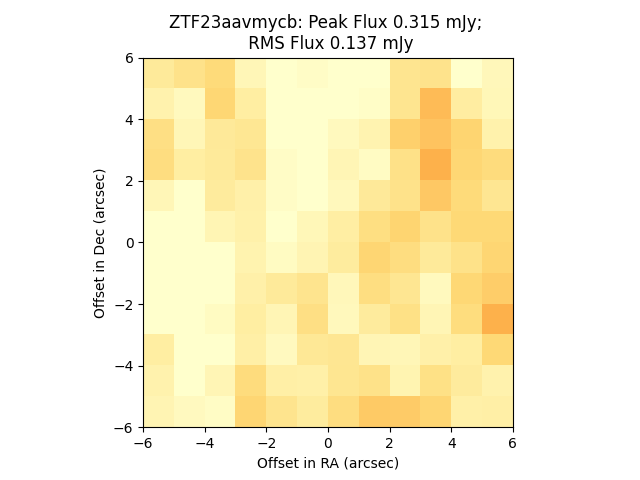 ZTF23aavmycb: Peak Flux 0.315 mJy;
RMS Flux 0.137 mJy
6
4
2
0
−2
−4
−6
Offset in Dec (arcsec)
−6 −4 −2 0 2 4 6
Offset in RA (arcsec)